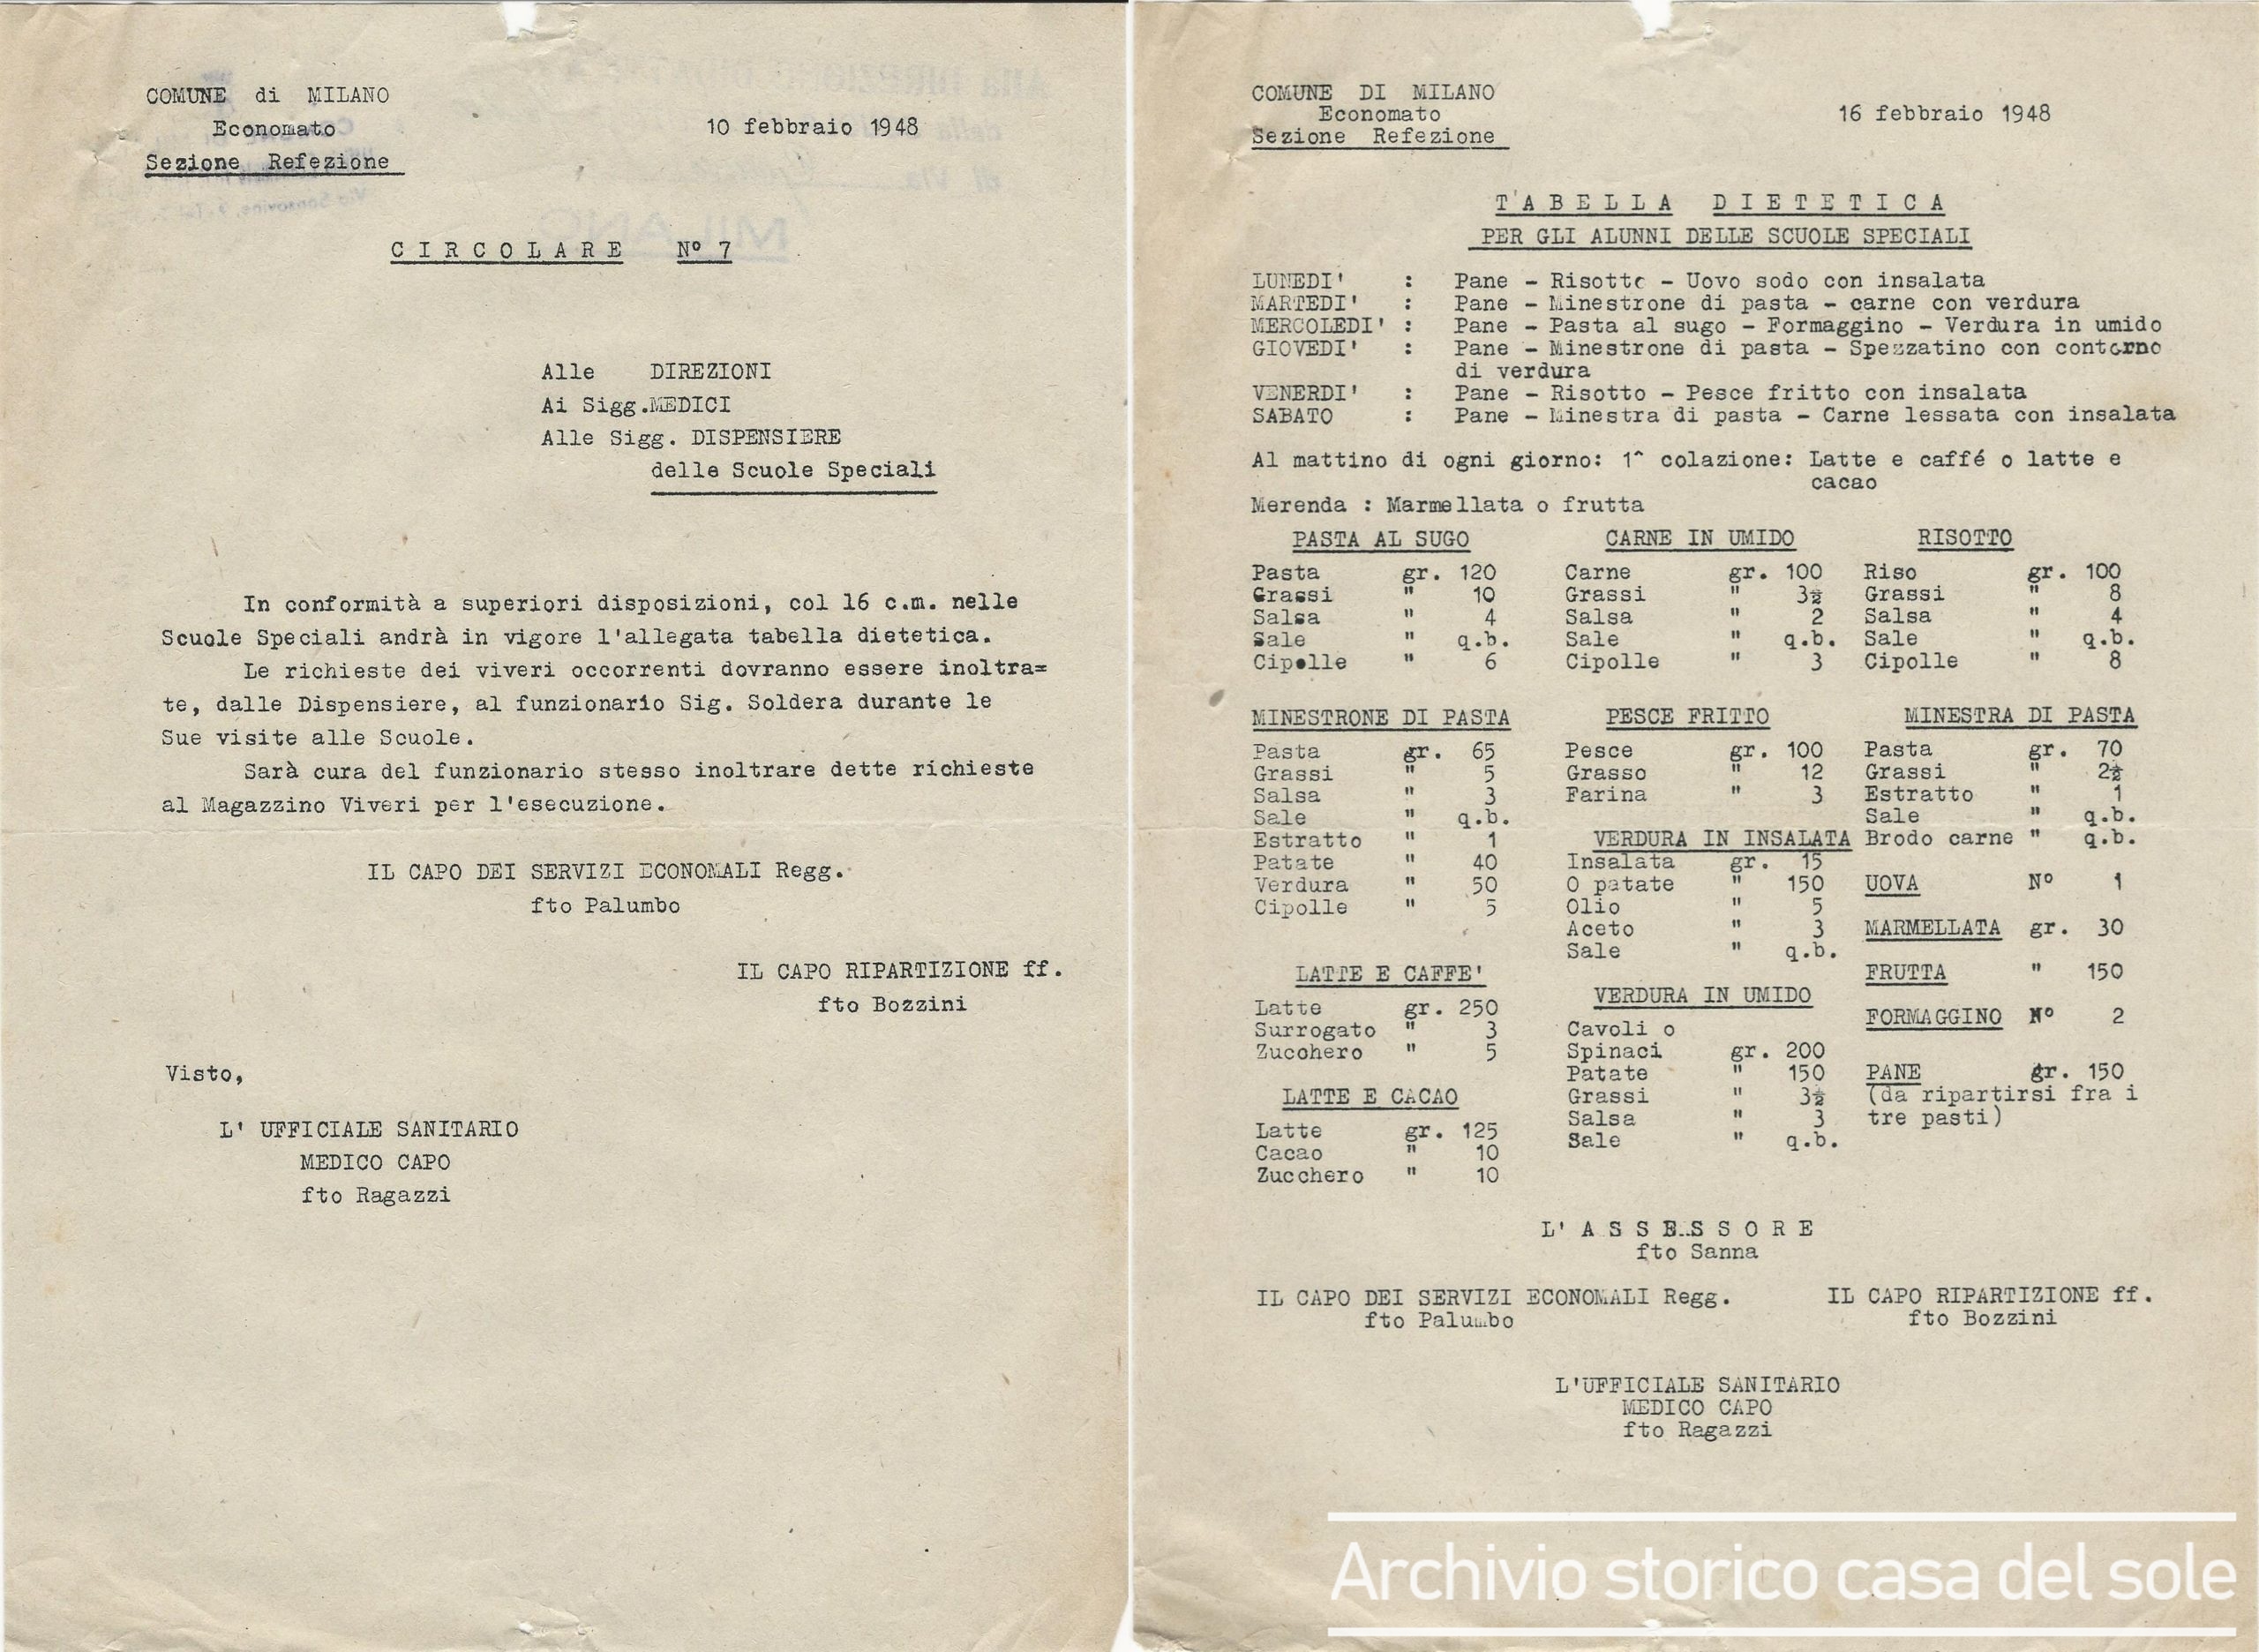 COMUNE di MILANO
Economato
10 febbraio 1948
Sezione Refezione
CIRCOLARE Nº 7
Alle DIREZIONI
Ai Sigg.MEDICI
Alle Sigg. DISPENSIERE
delle Scuole Speciali
In conformità a superiori disposizioni, col 16 c.m. nelle
Scuole Speciali andrà in vigore l'allegata tabella dietetica.
Le richieste dei viveri occorrenti dovranno essere inoltra=
te, dalle Dispensiere, al funzionario Sig. Soldera durante le
Sue visite alle Scuole.
Sarà cura del funzionario stesso inoltrare dette richieste
al Magazzino Viveri per l'esecuzione.
IL CAPO DEI SERVIZI ECONOMALI Regg.
fto Palumbo
IL CAPO RIPARTIZIONE ff.
fto Bozzini
Visto,
L' UFFICIALE SANITARIO
MEDICO CAPO
fto Ragazzi
COMUNE DI MILANO
Economato
16 febbraio 1948
Sezione Refezione
TABELLA DIETETICA
PER GLI ALUNNI DELLE SCUOLE SPECIALI
LUNEDI' : Pane - Risotto - Uovo sodo con insalata
MARTEDI' : Pane - Minestrone di pasta - carne con verdura
MERCOLEDI' : Pane - Pasta al sugo - Formaggino - Verdura in umido
GIOVEDI' : Pane - Minestrone di pasta - Spezzatino con contorno
di verdura
VENERDI' : Pane - Risotto - Pesce fritto con insalata
SABATO : Pane - Minestra di pasta - Carne lessata con insalata
Al mattino di ogni giorno: 1^ colazione: Latte e caffé o latte e
cacao
Merenda : Marmellata o frutta
PASTA AL SUGO
Pasta gr. 120
Grassi " 10
Salsa " 4
Sale " q.b.
Cipolle " 6
CARNE IN UMIDO
Carne gr. 100
Grassi " 3½
Salsa " 2
Sale " q.b.
Cipolle " 3
RISOTTO
Riso gr. 100
Grassi " 8
Salsa " 4
Sale " q.b.
Cipolle " 8
MINESTRONE DI PASTA
Pasta gr. 65
Grassi " 5
Salsa " 3
Sale " q.b.
Estratto " 1
Patate " 40
Verdura " 50
Cipolle " 5
LATTE E CAFFE'
Latte gr. 250
Surrogato " 3
Zucohero " 5
LATTE E CACAO
Latte gr. 125
Cacao " 10
Zucchero " 10
PESCE FRITTO
Pesce gr. 100
Grasso " 12
Farina " 3
VERDURA IN INSALATA
Insalata gr. 15
O patate " 150
Olio " 5
Aceto " 3
Sale " q.b.
VERDURA IN UMIDO
Cavoli o
Spinaci gr. 200
Patate " 150
Grassi " 3½
Salsa " 3
Sale " q.b.
MINESTRA DI PASTA
Pasta gr. 70
Grassi " 2½
Estratto " 1
Sale " q.b.
Brodo carne " q.b.
UOVA Nº 1
MARMELLATA gr. 30
FRUTTA " 150
FORMAGGINO Nº 2
PANE gr. 150
(da ripartirsi fra i
tre pasti)
L'ASSESSORE
fto Sanna
IL CAPO DEI SERVIZI ECONOMALI Regg.
fto Palumbo
IL CAPO RIPARTIZIONE ff.
fto Bozzini
L'UFFICIALE SANITARIO
MEDICO CAPO
fto Ragazzi
Archivio storico casa del sole